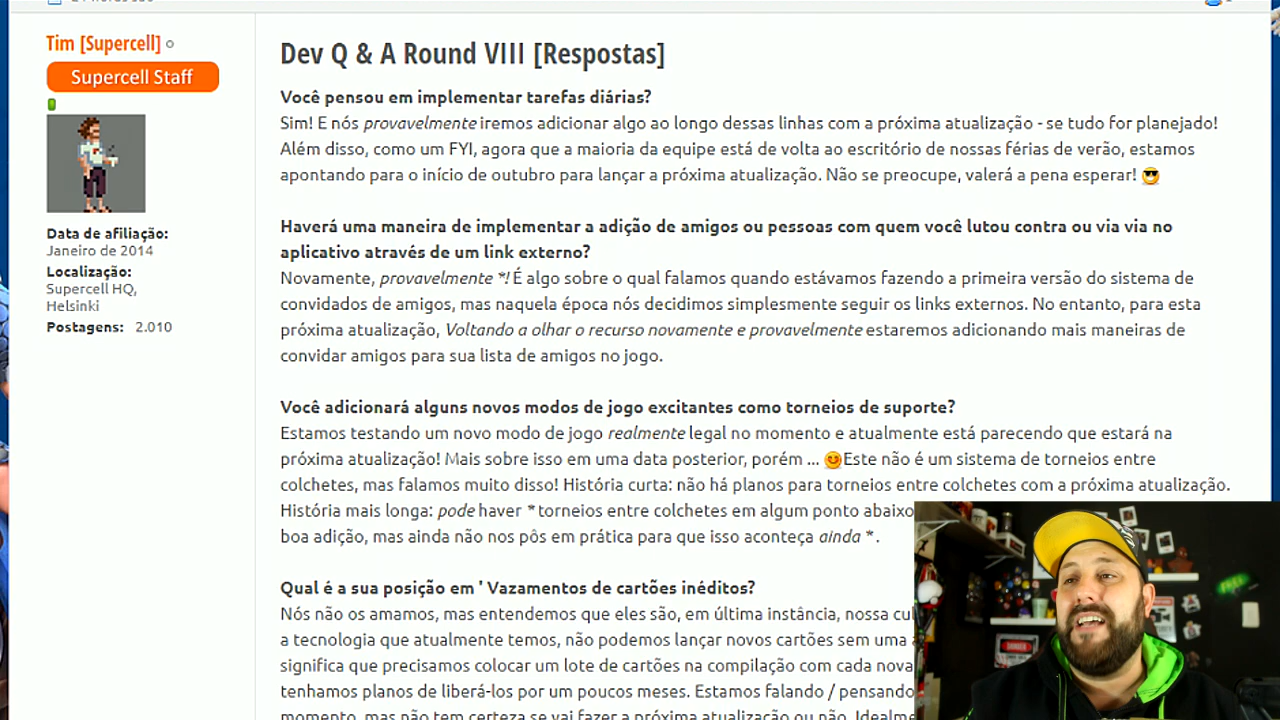 Tim [Supercell]
Supercell Staff
Data de afiliação:
Janeiro de 2014
Localização:
Supercell HQ,
Helsinki
Postagens: 2.010
Dev Q & A Round VIII [Respostas]
Você pensou em implementar tarefas diárias?
Sim! E nós provavelmente iremos adicionar algo ao longo dessas linhas com a próxima atualização - se tudo for planejado!
Além disso, como um FYI, agora que a maioria da equipe está de volta ao escritório de nossas férias de verão, estamos
apontando para o início de outubro para lançar a próxima atualização. Não se preocupe, valerá a pena esperar! 😎
Haverá uma maneira de implementar a adição de amigos ou pessoas com quem você lutou contra ou via via no
aplicativo através de um link externo?
Novamente, provavelmente *! É algo sobre o qual falamos quando estávamos fazendo a primeira versão do sistema de
convidados de amigos, mas naquela época nós decidimos simplesmente seguir os links externos. No entanto, para esta
próxima atualização, Voltando a olhar o recurso novamente e provavelmente estaremos adicionando mais maneiras de
convidar amigos para sua lista de amigos no jogo.
Você adicionará alguns novos modos de jogo excitantes como torneios de suporte?
Estamos testando um novo modo de jogo realmente legal no momento e atualmente está parecendo que estará na
próxima atualização! Mais sobre isso em uma data posterior, porém ... 😊Este não é um sistema de torneios entre
colchetes, mas falamos muito disso! História curta: não há planos para torneios entre colchetes com a próxima atualização.
História mais longa: pode haver * torneios entre colchetes em algum ponto abaixo
boa adição, mas ainda não nos pôs em prática para que isso aconteça ainda * .
Qual é a sua posição em ' Vazamentos de cartões inéditos?
Nós não os amamos, mas entendemos que eles são, em última instância, nossa
a tecnologia que atualmente temos, não podemos lançar novos cartões sem uma
significa que precisamos colocar um lote de cartões na compilação com cada nova
tenhamos planos de liberá-los por um poucos meses. Estamos falando / pensando
momento, mas não tem certeza se vai fazer a próxima atualização ou não.
DANGER